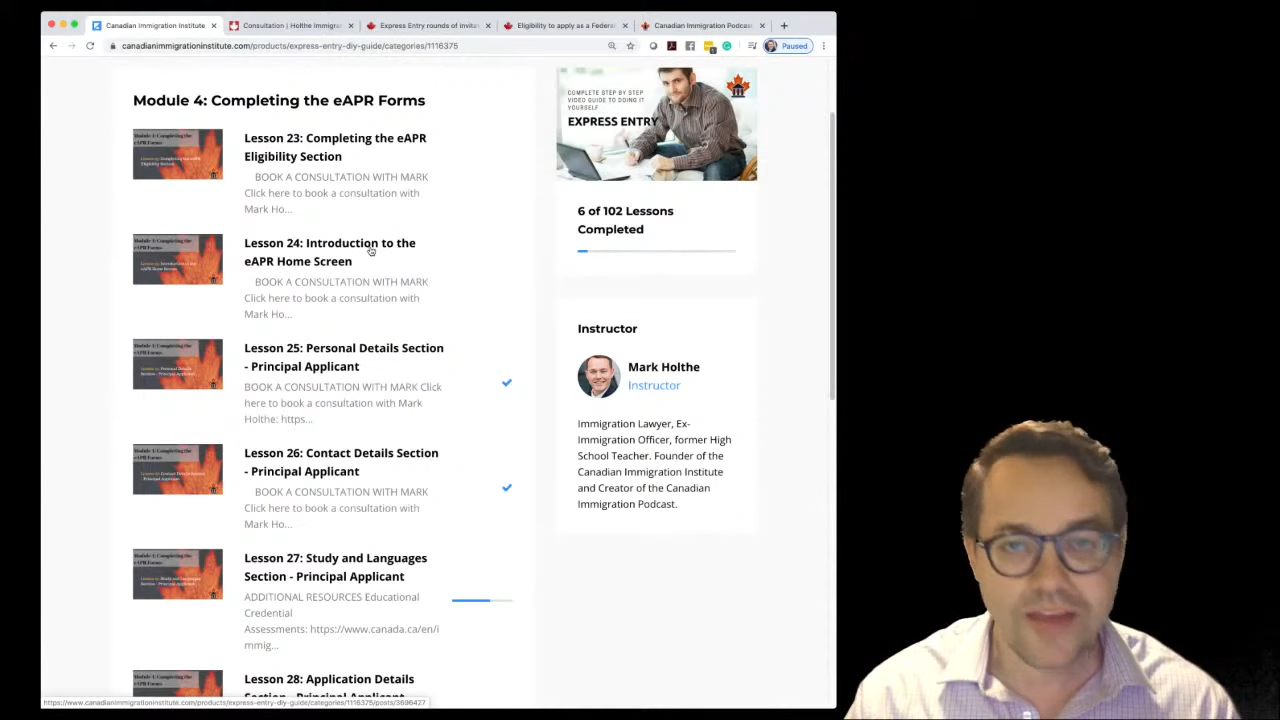 Canadian Immigration Institute
Consultation | Holthe Immigra
Express Entry rounds of invita
Eligibility to apply as a Federa
Canadian Immigration Podcas
canadianimmigrationinstitute.com/products/express-entry-diy-guide/categories/1116375
Paused
Module 4: Completing the eAPR Forms
Lesson 23: Completing the eAPR
Eligibility Section
BOOK A CONSULTATION WITH MARK
Click here to book a consultation with
Mark Ho...
Lesson 24: Introduction to the
eAPR Home Screen
BOOK A CONSULTATION WITH MARK
Click here to book a consultation with
Mark Ho...
Lesson 25: Personal Details Section
- Principal Applicant
BOOK A CONSULTATION WITH MARK Click
here to book a consultation with Mark
Holthe: https...
Lesson 26: Contact Details Section
- Principal Applicant
BOOK A CONSULTATION WITH MARK
Click here to book a consultation with
Mark Ho...
Lesson 27: Study and Languages
Section - Principal Applicant
ADDITIONAL RESOURCES Educational
Credential
Assessments: https://www.canada.ca/en/i
mmig...
Lesson 28: Application Details
Section - Principal Applicant
COMPLETE STEP BY STEP
VIDEO GUIDE TO DOING IT
YOURSELF
EXPRESS ENTRY
6 of 102 Lessons
Completed
Instructor
Mark Holthe
Instructor
Immigration Lawyer, Ex-
Immigration Officer, former High
School Teacher. Founder of the
Canadian Immigration Institute
and Creator of the Canadian
Immigration Podcast.
https://www.canadianimmigrationinstitute.com/products/express-entry-diy-guide/categories/1116375/posts/3696427